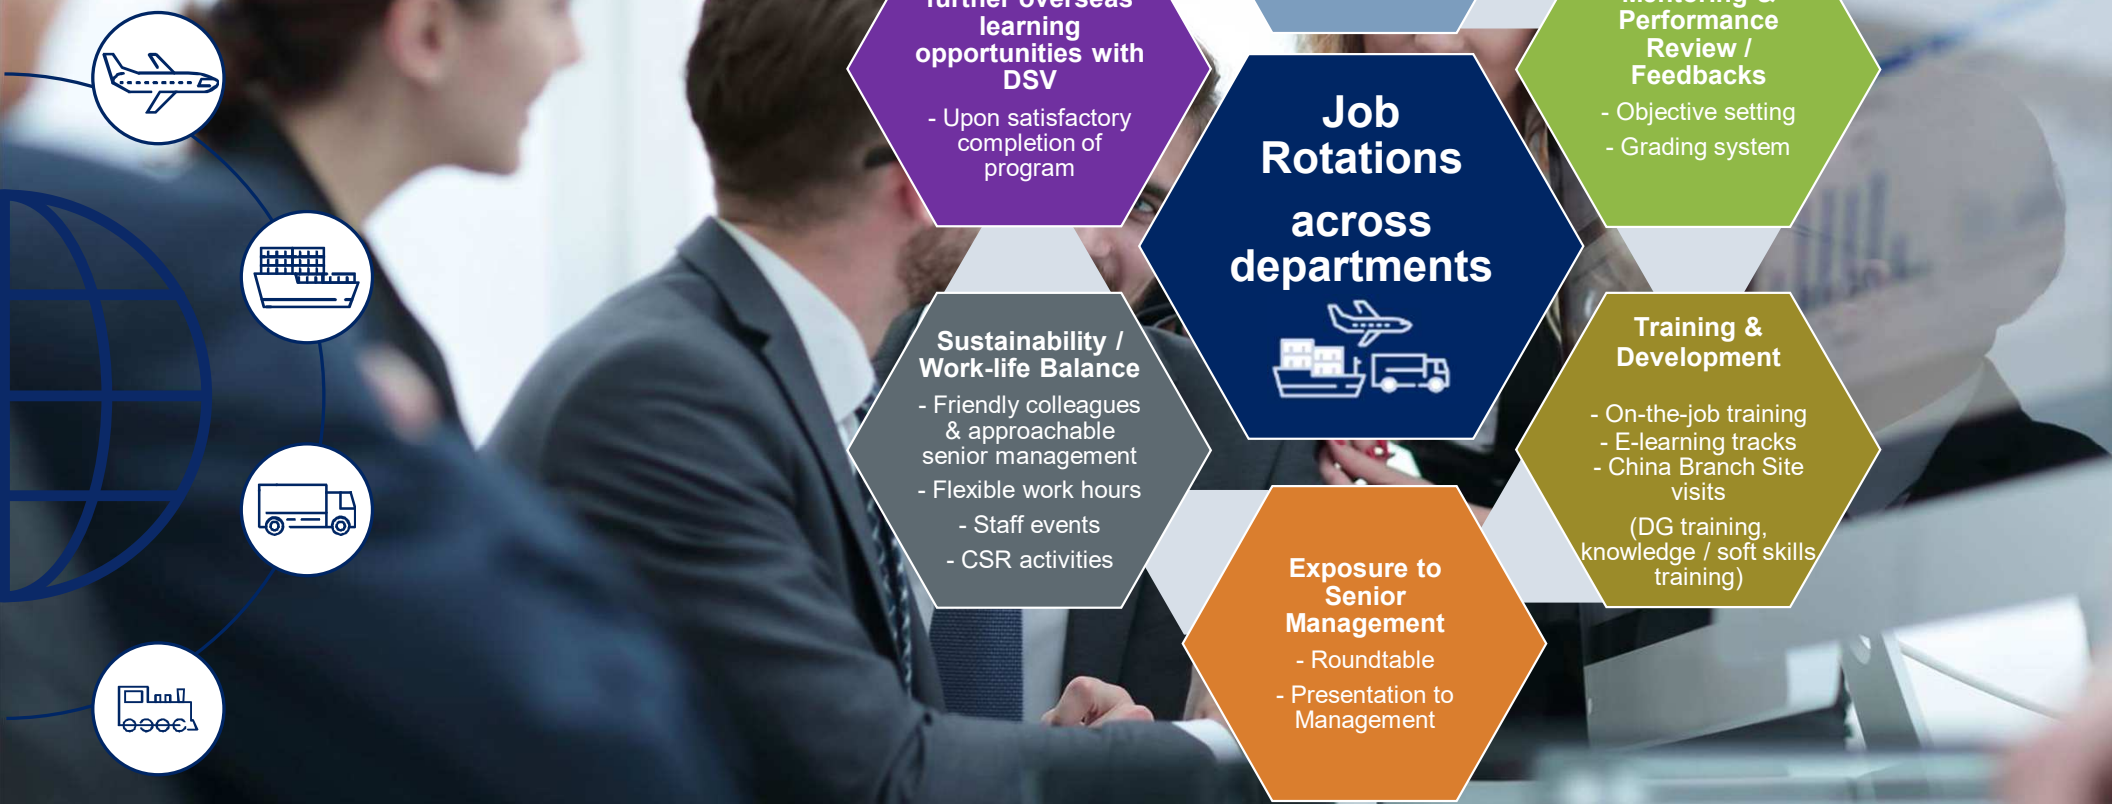 further overseas
learning
opportunities with
DSV
- Upon satisfactory
completion of
program
Mentoring &
Performance
Review /
Feedbacks
- Objective setting
- Grading system
Job
Rotations
across
departments
Sustainability /
Work-life Balance
- Friendly colleagues
& approachable
senior management
- Flexible work hours
- Staff events
- CSR activities
Training &
Development
- On-the-job training
- E-learning tracks
- China Branch Site
visits
(DG training,
knowledge / soft skills
training)
Exposure to
Senior
Management
- Roundtable
- Presentation to
Management